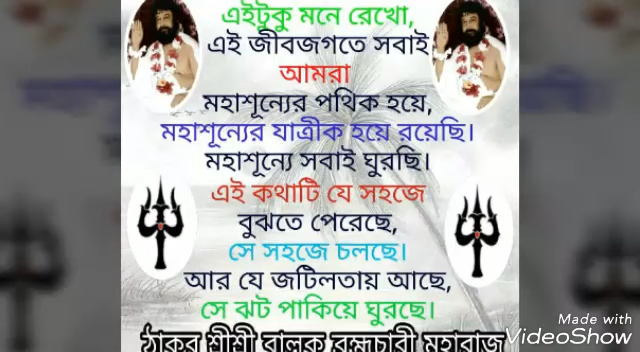 এইটুকু মনে রেখো,
এই জীবজগতে সবাই
আমরা
মহাশূন্যের পথিক হয়ে,
মহাশূন্যের যাত্রীক হয়ে রয়েছি।
মহাশূন্যে সবাই ঘুরছি।
এই কথাটি যে সহজে
বুঝতে পেরেছে,
সে সহজে চলছে।
আর যে জটিলতায় আছে,
সে ঝট পাকিয়ে ঘুরছে।
ঠাকুর শ্রীশ্রী বালক ব্রহ্মচারী মহারাজ
Made with
VideoShow